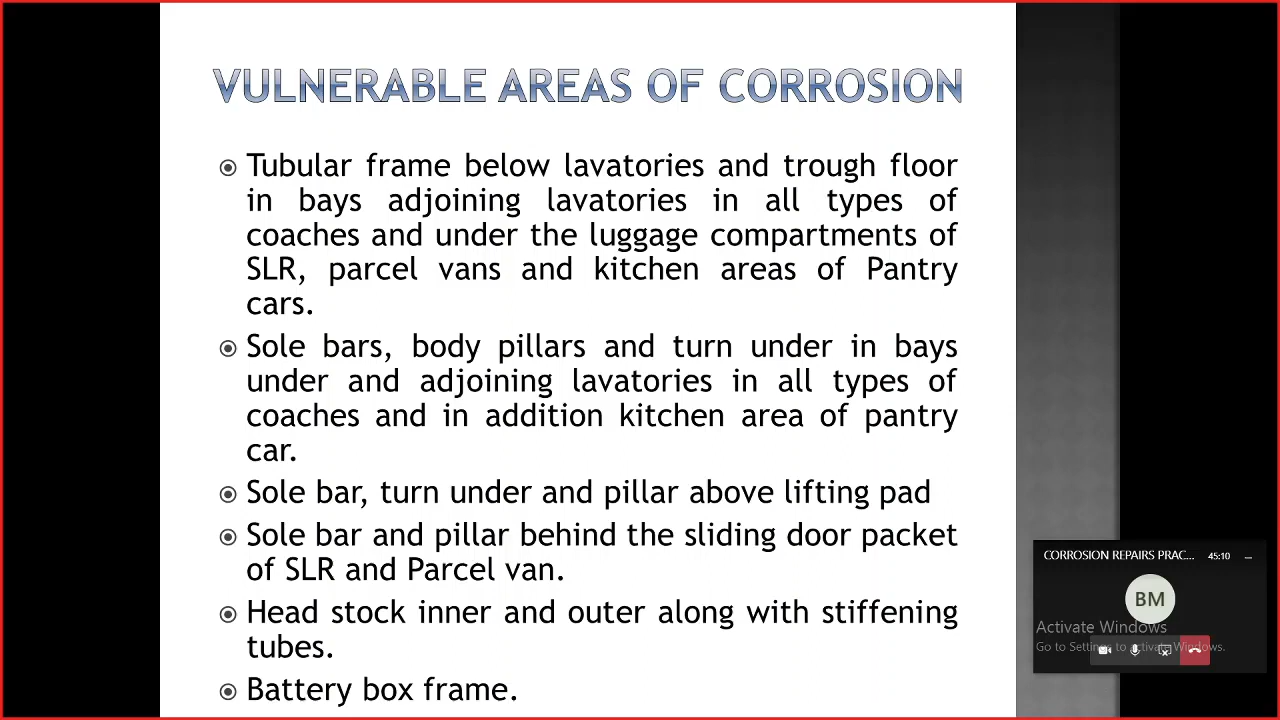 VULNERABLE AREAS OF CORROSION
Tubular frame below lavatories and trough floor
in bays adjoining lavatories in all types of
coaches and under the luggage compartments of
SLR, parcel vans and kitchen areas of Pantry
cars.
Sole bars, body pillars and turn under in bays
under and adjoining lavatories in all types of
coaches and in addition kitchen area of pantry
car.
Sole bar, turn under and pillar above lifting pad
Sole bar and pillar behind the sliding door packet
of SLR and Parcel van.
Head stock inner and outer along with stiffening
tubes.
Battery box frame.
CORROSION REPAIRS PRAC... 45:10
BM
Activate Windows
Go to Settings to activate Windows.